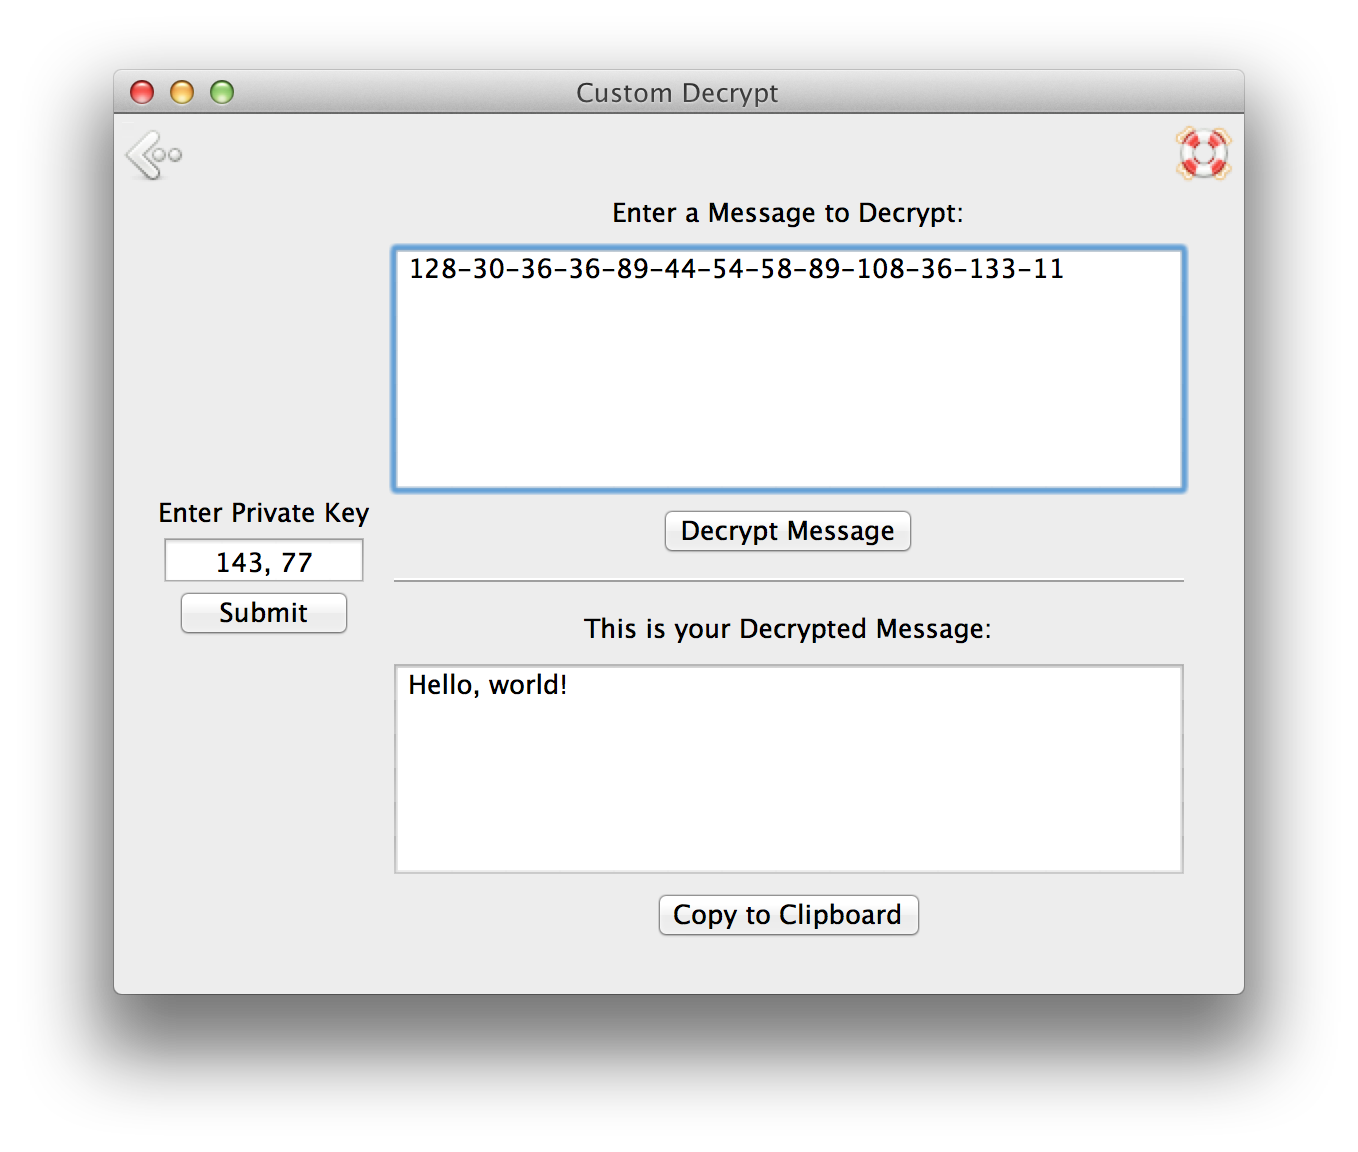 Custom Decrypt
Enter a Message to Decrypt:
128-30-36-36-89-44-54-58-89-108-36-133-11
Decrypt Message
Enter Private Key
143, 77
Submit
This is your Decrypted Message:
Hello, world!
Copy to Clipboard